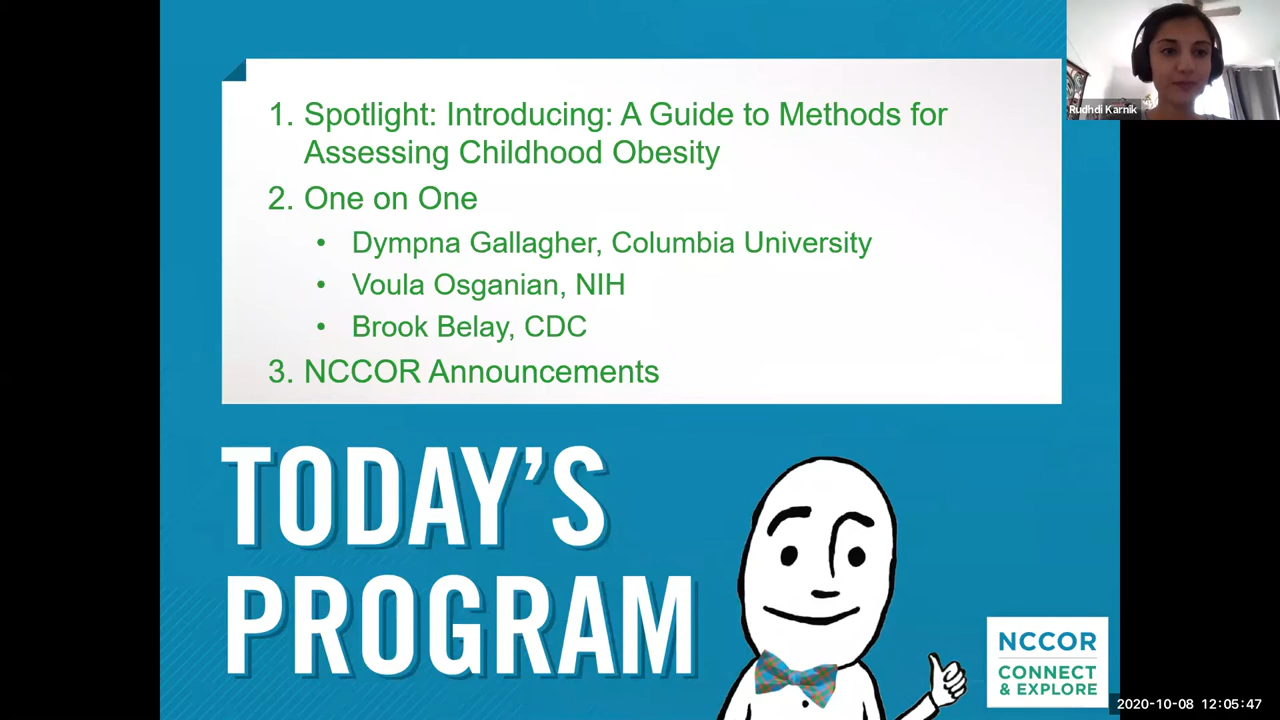 1. Spotlight: Introducing: A Guide to Methods for
Assessing Childhood Obesity
2. One on One
• Dympna Gallagher, Columbia University
• Voula Osganian, NIH
• Brook Belay, CDC
3. NCCOR Announcements
TODAY'S
PROGRAM
NCCOR
CONNECT
& EXPLORE
Rudhdi Karnik
2020-10-08 12:05:47